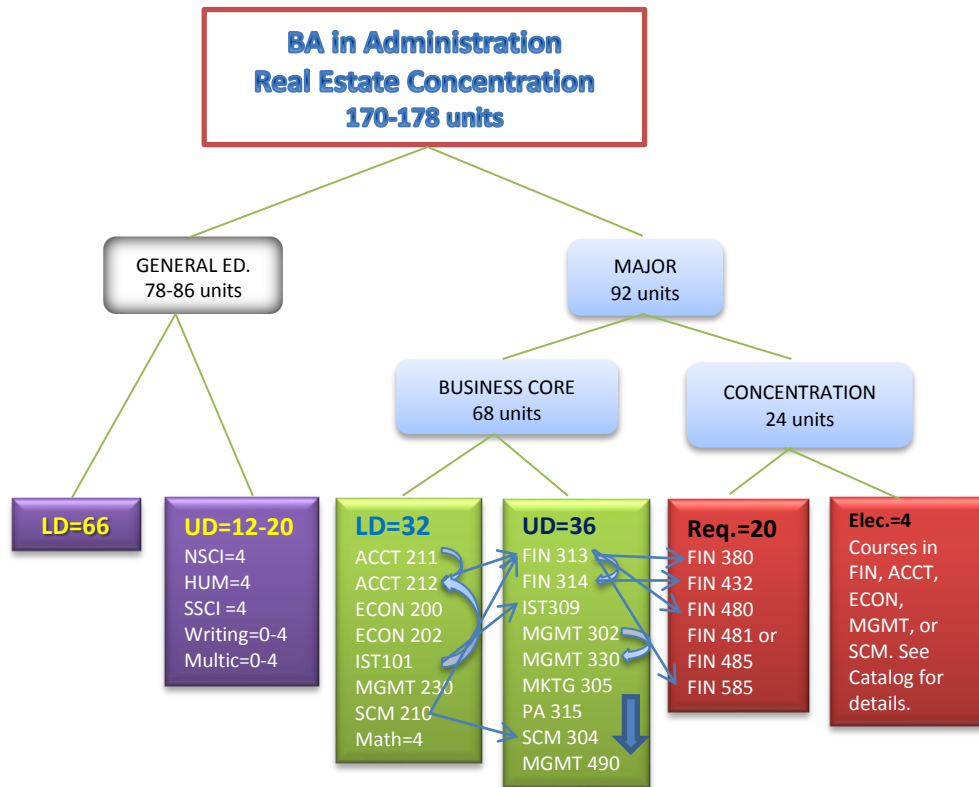 BA in Administration
Real Estate Concentration
170-178 units
GENERAL ED.
78-86 units
MAJOR
92 units
BUSINESS CORE
68 units
CONCENTRATION
24 units
LD=66
UD=12-20
NSCI=4
HUM=4
SSCI =4
Writing=0-4
Multic=0-4
LD=32
ACCT 211
ACCT 212
ECON 200
ECON 202
IST101
MGMT 230
SCM 210
Math=4
UD=36
FIN 313
FIN 314
IST309
MGMT 302
MGMT 330
MKTG 305
PA 315
SCM 304
MGMT 490
Req.=20
FIN 380
FIN 432
FIN 480
FIN 481 or
FIN 485
FIN 585
Elec.=4
Courses in
FIN, ACCT,
ECON,
MGMT, or
SCM. See
Catalog for
details.